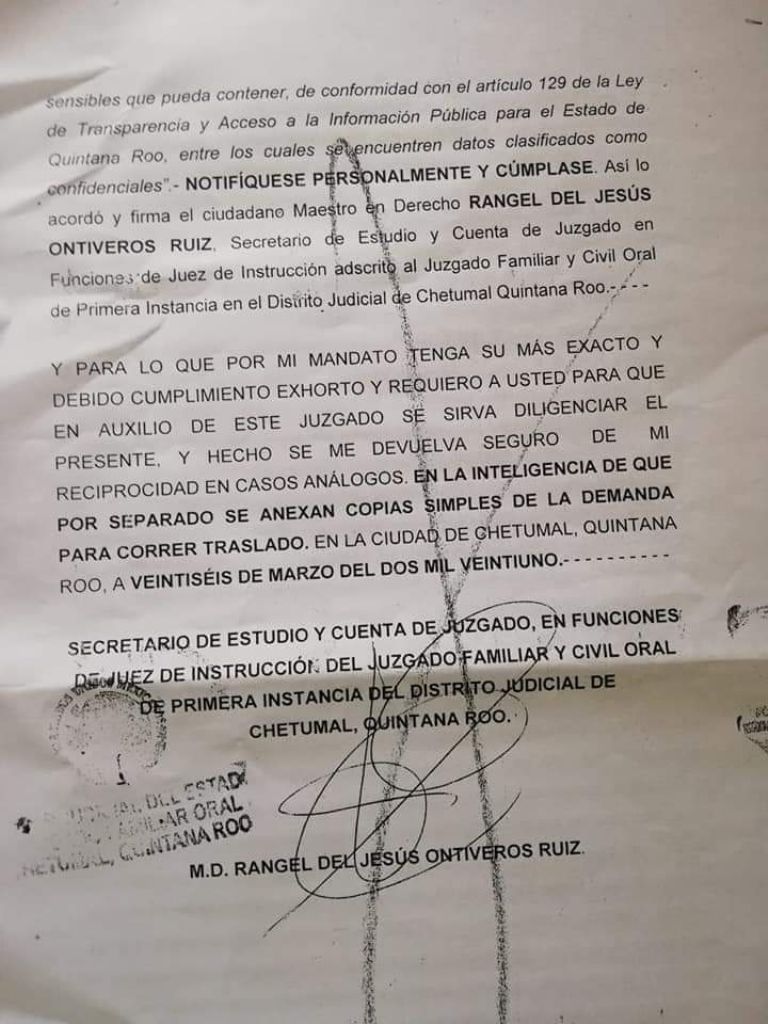 sensibles que pueda contener, de conformidad con el artículo 129 de la Ley
de Transparencia y Acceso a la Información Pública para el Estado de
Quintana Roo, entre los cuales se encuentren datos clasificados como
confidenciales".- NOTIFÍQUESE PERSONALMENTE Y CÚMPLASE. Así lo
acordó y firma el ciudadano Maestro en Derecho RANGEL DEL JESÚS
ONTIVEROS RUIZ, Secretario de Estudio y Cuenta de Juzgado en
Funciones de Juez de Instrucción adscrito al Juzgado Familiar y Civil Oral
de Primera Instancia en el Distrito Judicial de Chetumal Quintana Roo.- - - -
Y PARA LO QUE POR MI MANDATO TENGA SU MÁS EXACTO Y
DEBIDO CUMPLIMIENTO EXHORTO Y REQUIERO A USTED PARA QUE
EN AUXILIO DE ESTE JUZGADO SE SIRVA DILIGENCIAR EL
PRESENTE, Y HECHO SE ME DEVUELVA SEGURO DE MI
RECIPROCIDAD EN CASOS ANÁLOGOS. EN LA INTELIGENCIA DE QUE
POR SEPARADO SE ANEXAN COPIAS SIMPLES DE LA DEMANDA
PARA CORRER TRASLADO. EN LA CIUDAD DE CHETUMAL, QUINTANA
ROO, A VEINTISÉIS DE MARZO DEL DOS MIL VEINTIUNO.- - - - - - - - - - -
SECRETARIO DE ESTUDIO Y CUENTA DE JUZGADO, EN FUNCIONES
DE JUEZ DE INSTRUCCIÓN DEL JUZGADO FAMILIAR Y CIVIL ORAL
DE PRIMERA INSTANCIA DEL DISTRITO JUDICIAL DE
CHETUMAL, QUINTANA ROO.
DEL ESTADO
ORAL
QUINTANA ROO
M.D. RANGEL DEL JESÚS ONTIVEROS RUIZ.